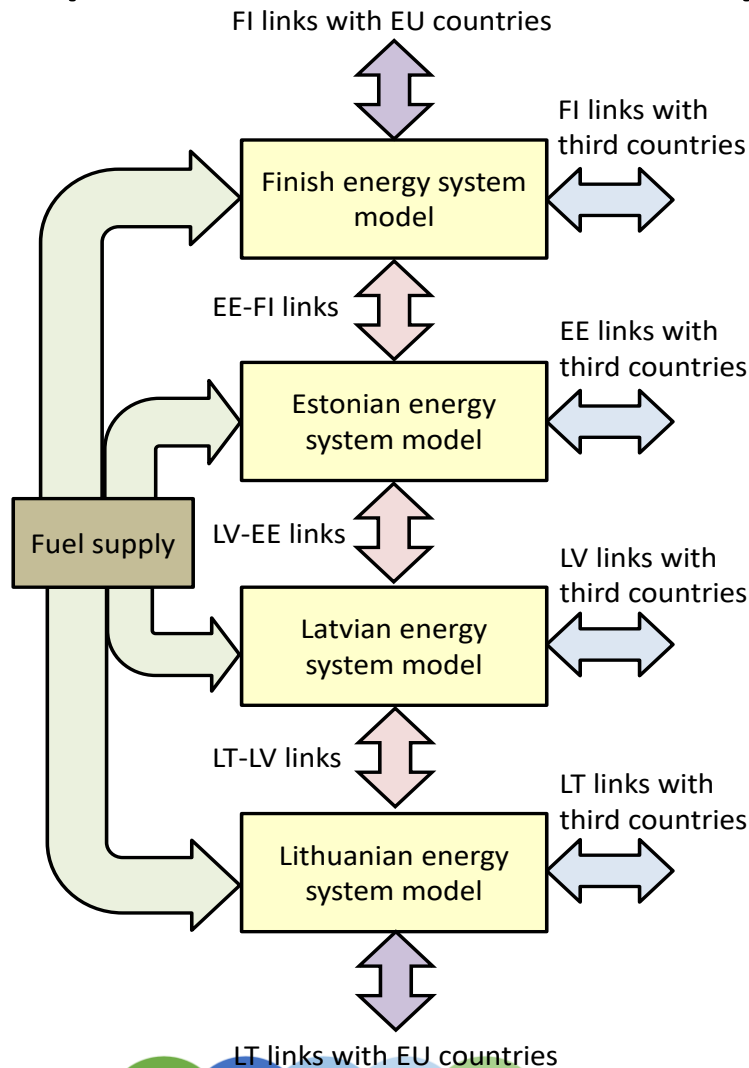 FI links with EU countries
FI links with
third countries
Finish energy system
model
EE-FI links
EE links with
third countries
Estonian energy
system model
Fuel supply
LV-EE links
LV links with
third countries
Latvian energy
system model
LT-LV links
LT links with
third countries
Lithuanian energy
system model
LT links with EU countries